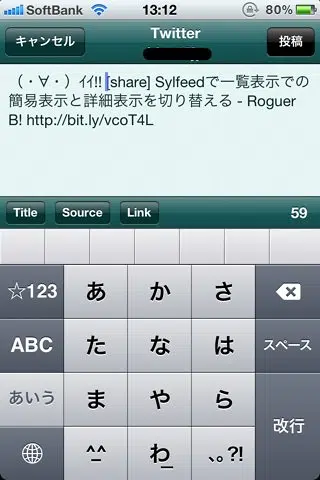 SoftBank 13:12 80%
キャンセル Twitter 投稿
（・∀・）ｲｲ!! [share] Sylfeedで一覧表示での
簡易表示と詳細表示を切り替える - Roguer
B! http://bit.ly/vcoT4L
Title Source Link 59
☆123 あ か さ
ABC た な は スペース
あいう ま や ら
^_^ わ_ ､｡?! 改行